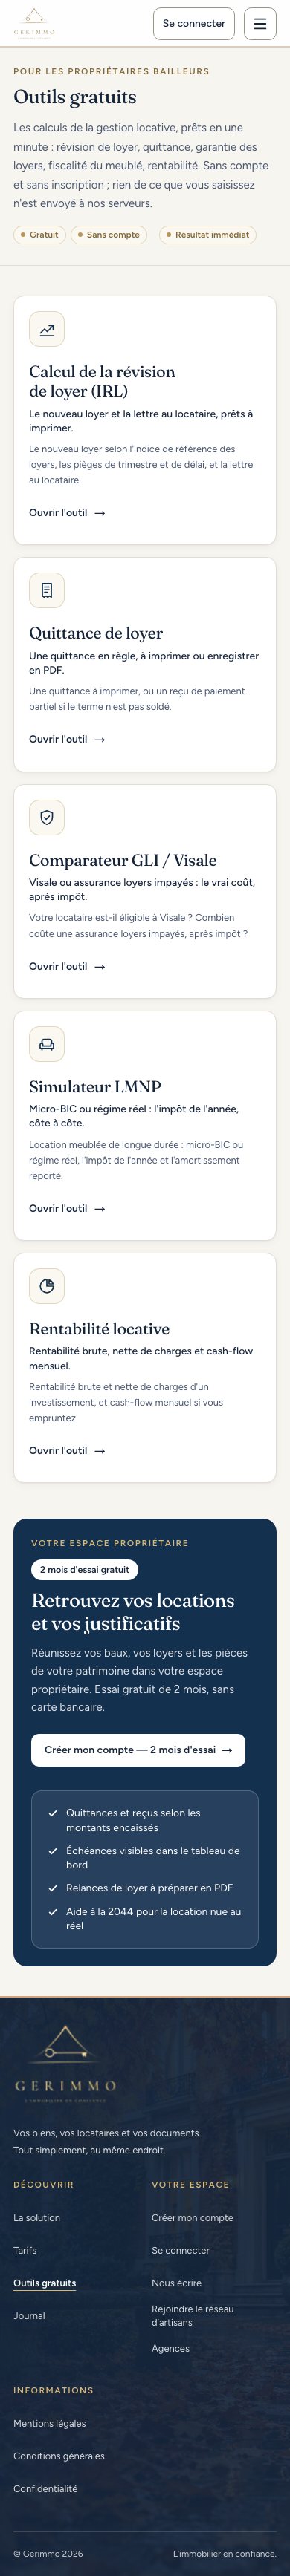 GERIMMO
Se connecter
POUR LES PROPRIÉTAIRES BAILLEURS
Outils gratuits
Les calculs de la gestion locative, prêts en une
minute : révision de loyer, quittance, garantie des
loyers, fiscalité du meublé, rentabilité. Sans compte
et sans inscription ; rien de ce que vous saisissez
n'est envoyé à nos serveurs.
Gratuit
Sans compte
Résultat immédiat
Calcul de la révision
de loyer (IRL)
Le nouveau loyer et la lettre au locataire, prêts à
imprimer.
Le nouveau loyer selon l'indice de référence des
loyers, les pièges de trimestre et de délai, et la lettre
au locataire.
Ouvrir l'outil →
Quittance de loyer
Une quittance en règle, à imprimer ou enregistrer
en PDF.
Une quittance à imprimer, ou un reçu de paiement
partiel si le terme n'est pas soldé.
Ouvrir l'outil →
Comparateur GLI / Visale
Visale ou assurance loyers impayés : le vrai coût,
après impôt.
Votre locataire est-il éligible à Visale ? Combien
coûte une assurance loyers impayés, après impôt ?
Ouvrir l'outil →
Simulateur LMNP
Micro-BIC ou régime réel : l'impôt de l'année,
côte à côte.
Location meublée de longue durée : micro-BIC ou
régime réel, l'impôt de l'année et l'amortissement
reporté.
Ouvrir l'outil →
Rentabilité locative
Rentabilité brute, nette de charges et cash-flow
mensuel.
Rentabilité brute et nette de charges d'un
investissement, et cash-flow mensuel si vous
empruntez.
Ouvrir l'outil →
VOTRE ESPACE PROPRIÉTAIRE
2 mois d'essai gratuit
Retrouvez vos locations
et vos justificatifs
Réunissez vos baux, vos loyers et les pièces
de votre patrimoine dans votre espace
propriétaire. Essai gratuit de 2 mois, sans
carte bancaire.
Créer mon compte — 2 mois d'essai →
Quittances et reçus selon les
montants encaissés
Échéances visibles dans le tableau de
bord
Relances de loyer à préparer en PDF
Aide à la 2044 pour la location nue au
réel
GERIMMO
Vos biens, vos locataires et vos documents.
Tout simplement, au même endroit.
DÉCOUVRIR
La solution
Tarifs
Outils gratuits
Journal
VOTRE ESPACE
Créer mon compte
Se connecter
Nous écrire
Rejoindre le réseau
d'artisans
Agences
INFORMATIONS
Mentions légales
Conditions générales
Confidentialité
© Gerimmo 2026
L'immobilier en confiance.